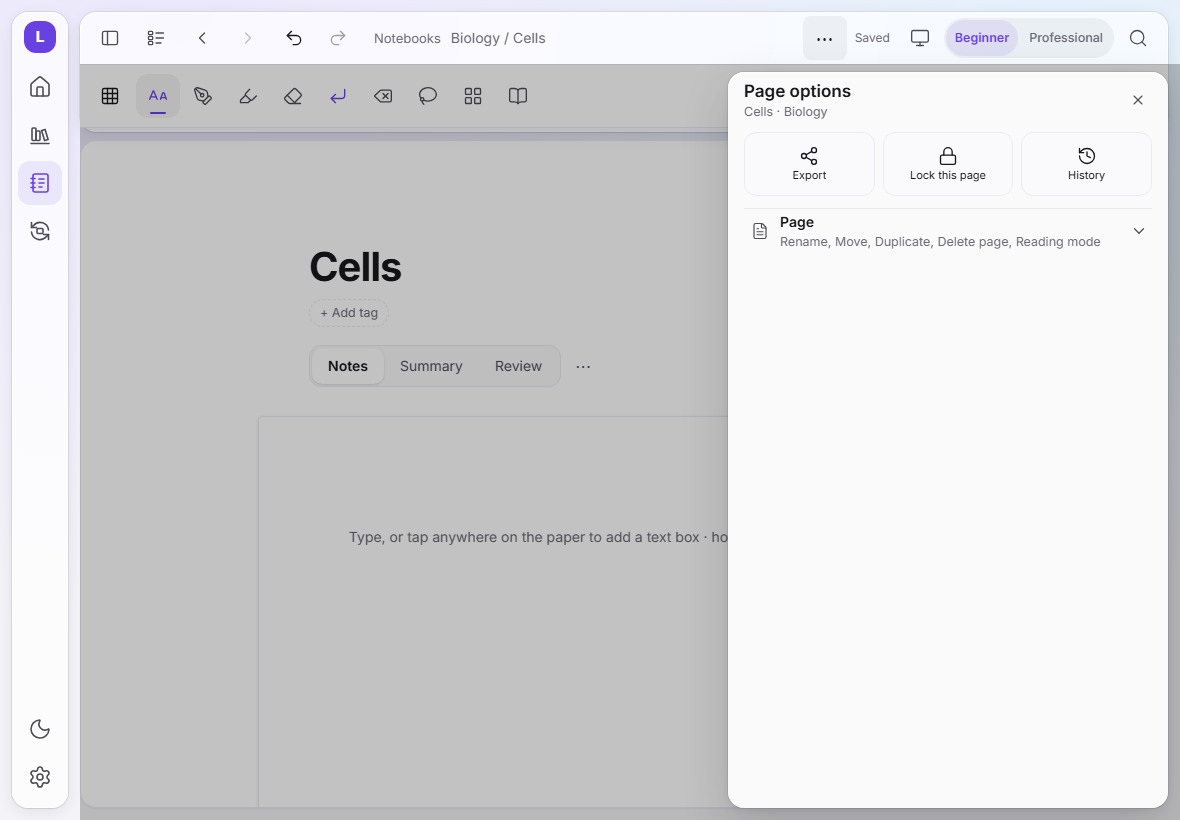 L
Notebooks Biology / Cells
Saved
Beginner Professional
AA
Page options
Cells · Biology
Export
Lock this page
History
Page
Rename, Move, Duplicate, Delete page, Reading mode
Cells
+ Add tag
Notes Summary Review
Type, or tap anywhere on the paper to add a text box · ho